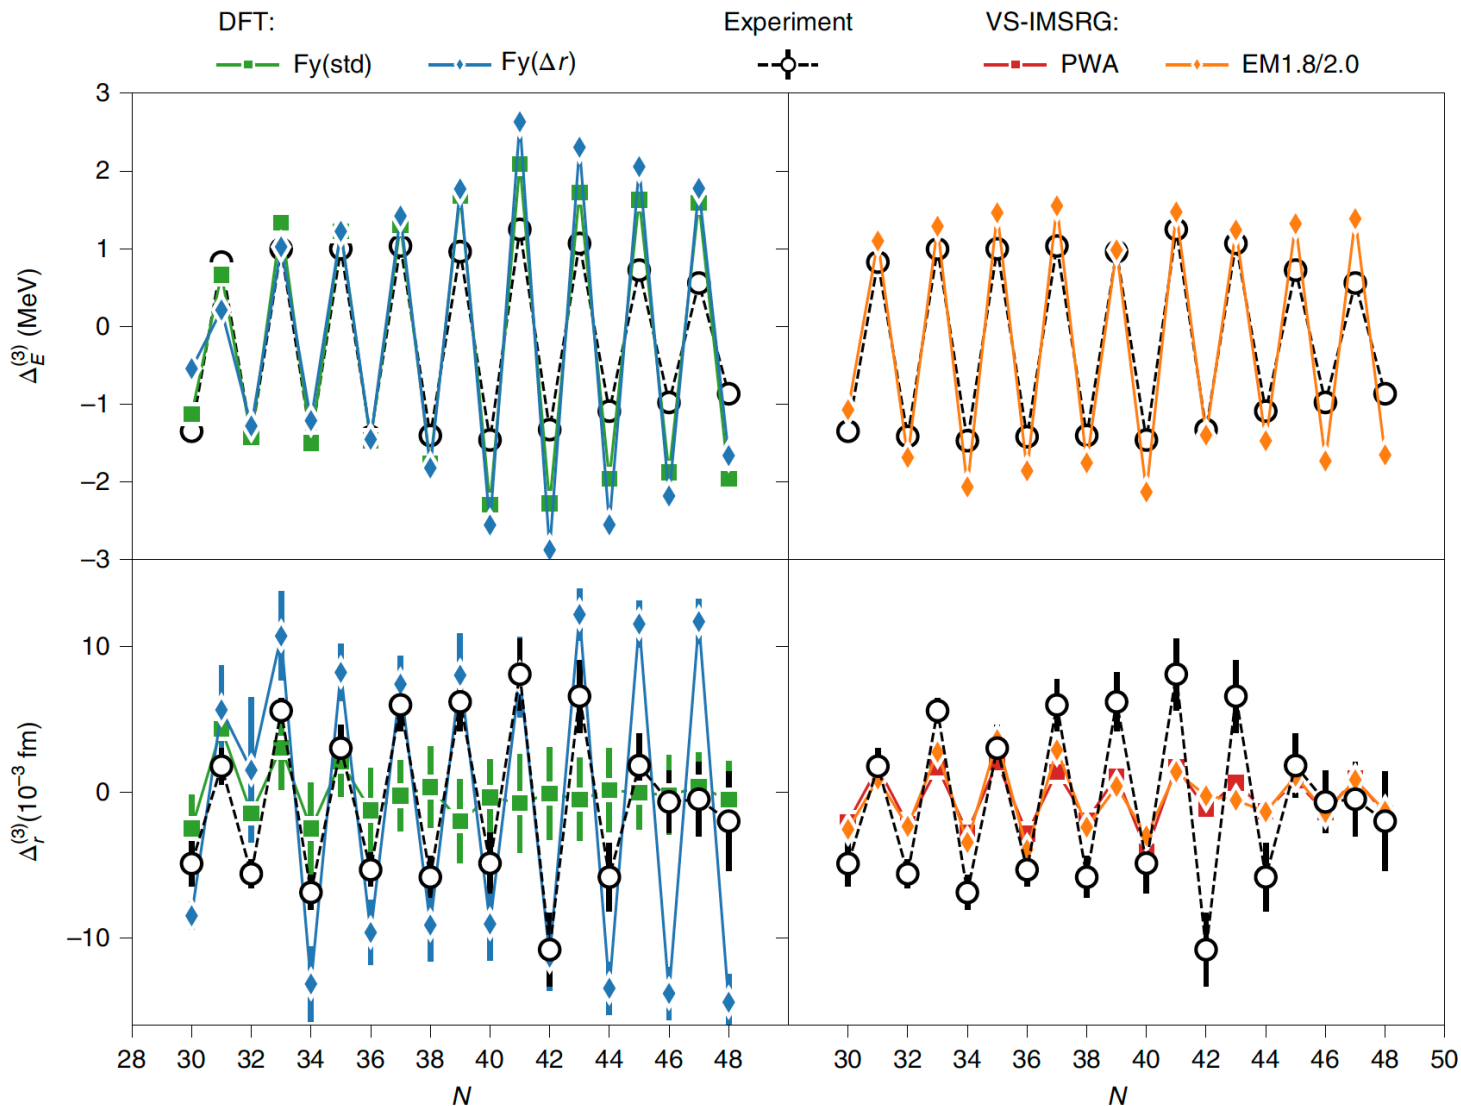 DFT: Experiment VS-IMSRG:
Fy(std) Fy(Δr) PWA EM1.8/2.0
3
2
1
0
−1
−2
−3
Δ_E^(3) (MeV)
10
0
−10
Δ_r^(3) (10⁻³ fm)
28 30 32 34 36 38 40 42 44 46 48 30 32 34 36 38 40 42 44 46 48 50
N N